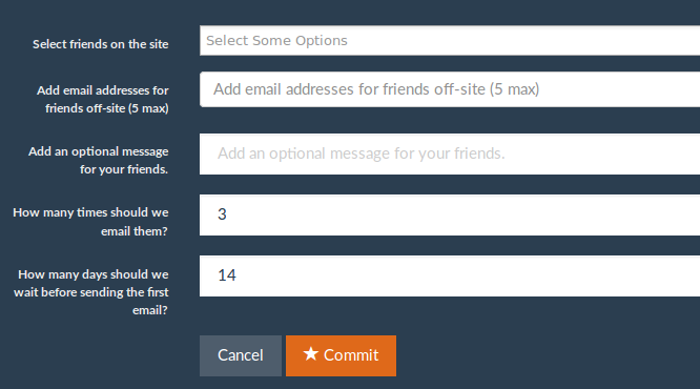 Select friends on the site
Select Some Options
Add email addresses for
friends off-site (5 max)
Add email addresses for friends off-site (5 max)
Add an optional message
for your friends.
Add an optional message for your friends.
How many times should we
email them?
3
How many days should we
wait before sending the first
email?
14
Cancel
★ Commit